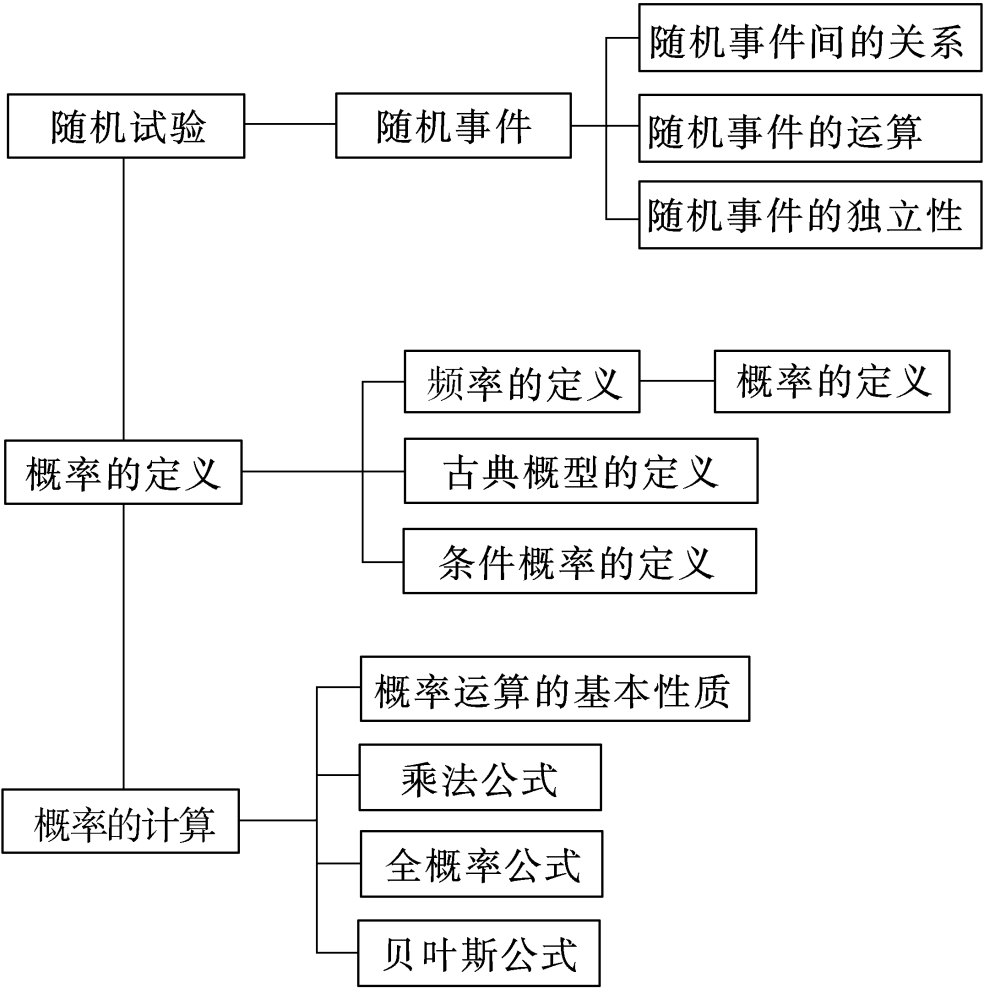 随机事件间的关系
随机试验
随机事件
随机事件的运算
随机事件的独立性
频率的定义
概率的定义
概率的定义
古典概型的定义
条件概率的定义
概率运算的基本性质
乘法公式
概率的计算
全概率公式
贝叶斯公式